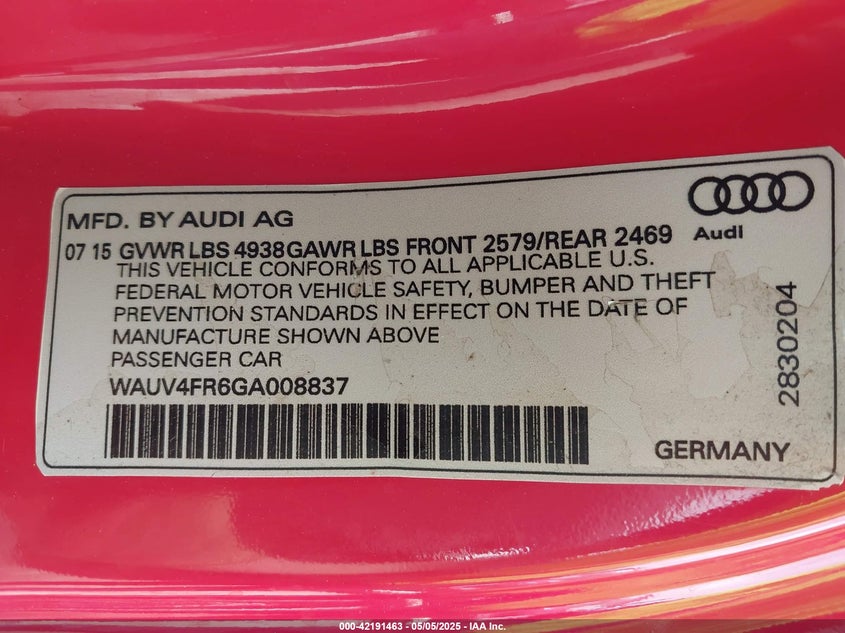 MFD. BY AUDI AG
Audi
07 15 GVWR LBS 4938 GAWR LBS FRONT 2579/REAR 2469
THIS VEHICLE CONFORMS TO ALL APPLICABLE U.S.
FEDERAL MOTOR VEHICLE SAFETY, BUMPER AND THEFT
PREVENTION STANDARDS IN EFFECT ON THE DATE OF
MANUFACTURE SHOWN ABOVE
PASSENGER CAR
WAUV4FR6GA008837
2830204
GERMANY
000-42191463 - 05/05/2025 - IAA Inc.